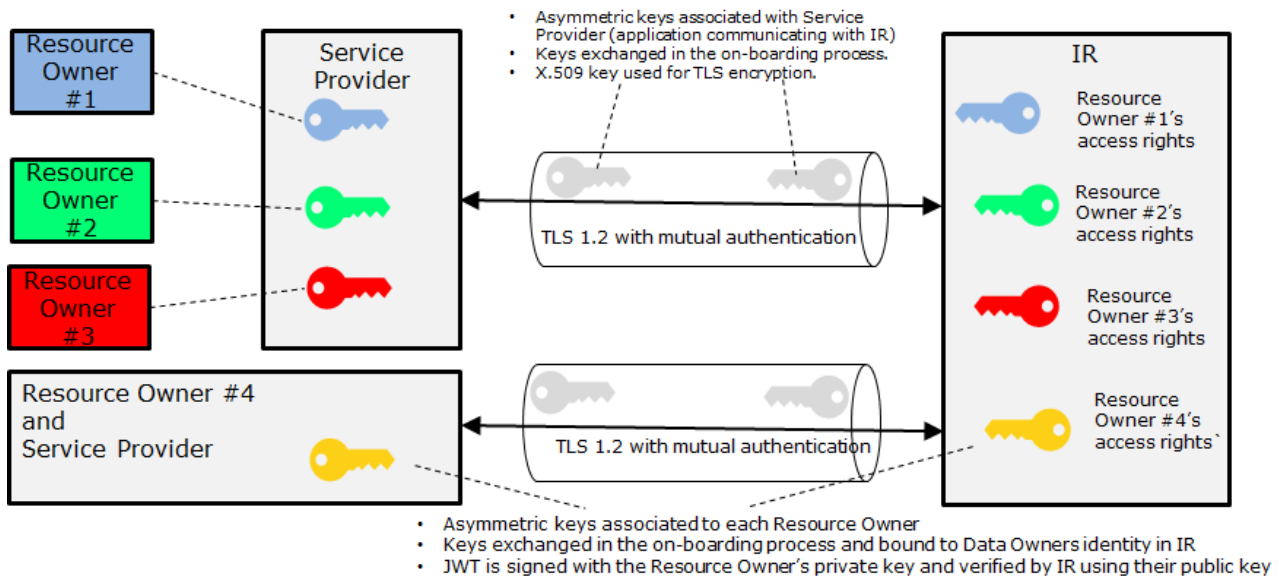 • Asymmetric keys associated with Service
Provider (application communicating with IR)
• Keys exchanged in the on-boarding process.
• X.509 key used for TLS encryption.
Resource
Owner
#1
Service
Provider
IR
Resource
Owner #1's
access rights
Resource
Owner
#2
Resource
Owner #2's
access rights
TLS 1.2 with mutual authentication
Resource
Owner
#3
Resource
Owner #3's
access rights
Resource Owner #4
and
Service Provider
TLS 1.2 with mutual authentication
Resource
Owner #4's
access rights`
• Asymmetric keys associated to each Resource Owner
• Keys exchanged in the on-boarding process and bound to Data Owners identity in IR
• JWT is signed with the Resource Owner's private key and verified by IR using their public key